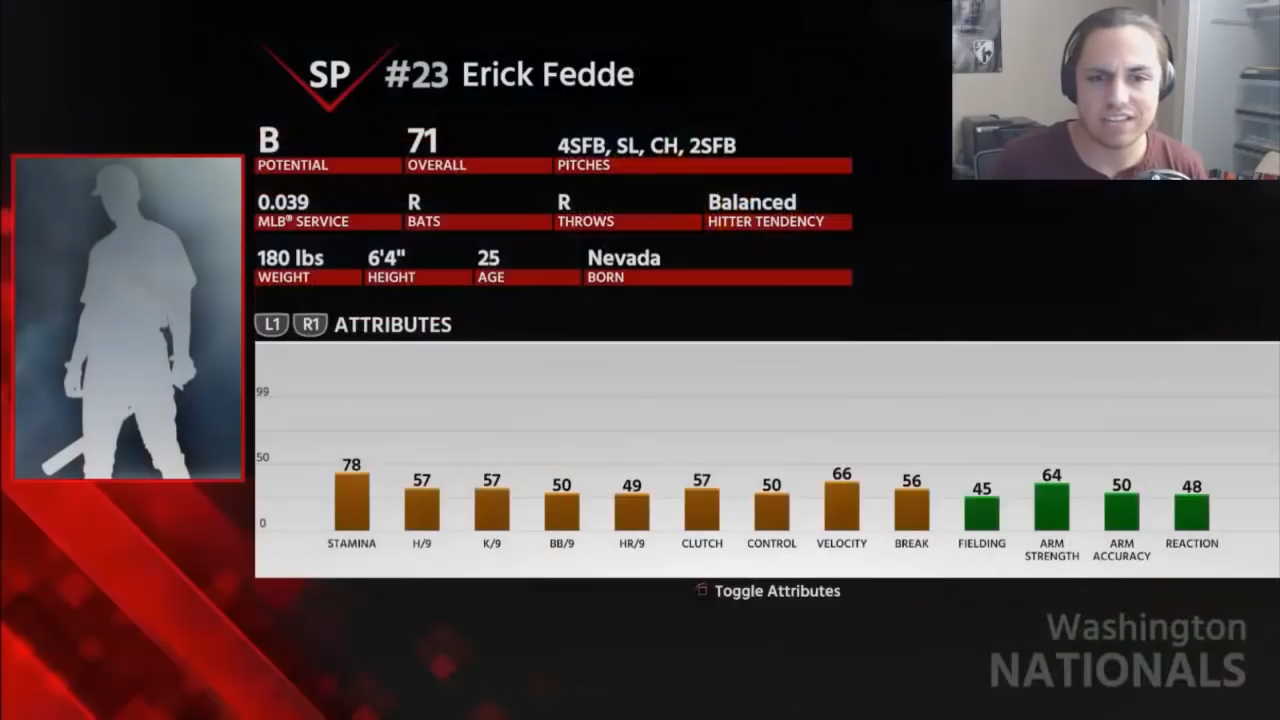 SP #23 Erick Fedde
B 71 4SFB, SL, CH, 2SFB
POTENTIAL OVERALL PITCHES
0.039 R R Balanced
MLB® SERVICE BATS THROWS HITTER TENDENCY
180 lbs 6'4" 25 Nevada
WEIGHT HEIGHT AGE BORN
L1 R1 ATTRIBUTES
99
50
0
78 57 57 50 49 57 50 66 56 45 64 50 48
STAMINA H/9 K/9 BB/9 HR/9 CLUTCH CONTROL VELOCITY BREAK FIELDING ARM STRENGTH ARM ACCURACY REACTION
Toggle Attributes
Washington
NATIONALS